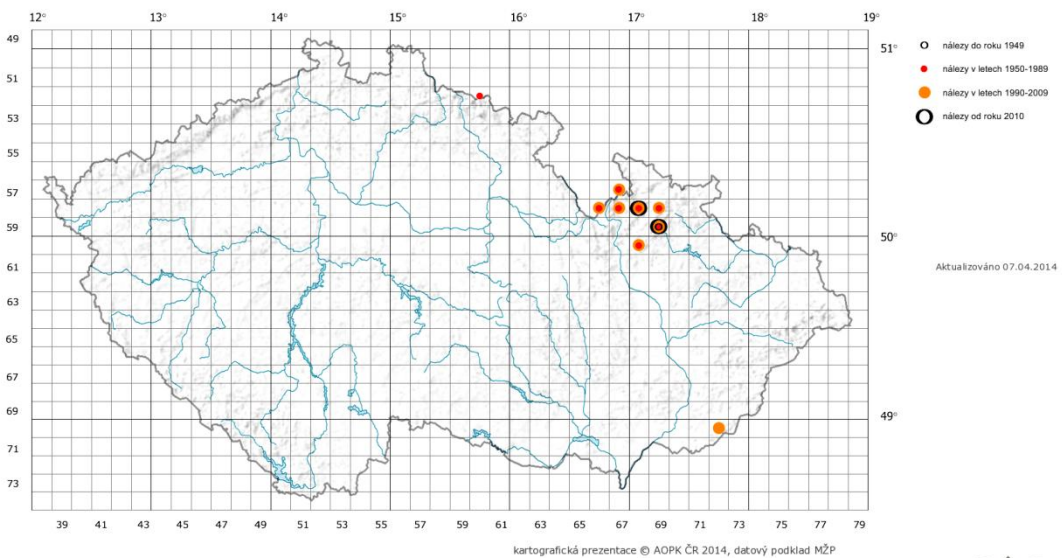 12° 13° 14° 15° 16° 17° 18° 19°
49
51
53
55
57
59
61
63
65
67
69
71
73
51°
50°
49°
39 41 43 45 47 49 51 53 55 57 59 61 63 65 67 69 71 73 75 77 79
nálezy do roku 1949
nálezy v letech 1950-1989
nálezy v letech 1990-2009
nálezy od roku 2010
Aktualizováno 07.04.2014
kartografická prezentace © AOPK ČR 2014, datový podklad MŽP